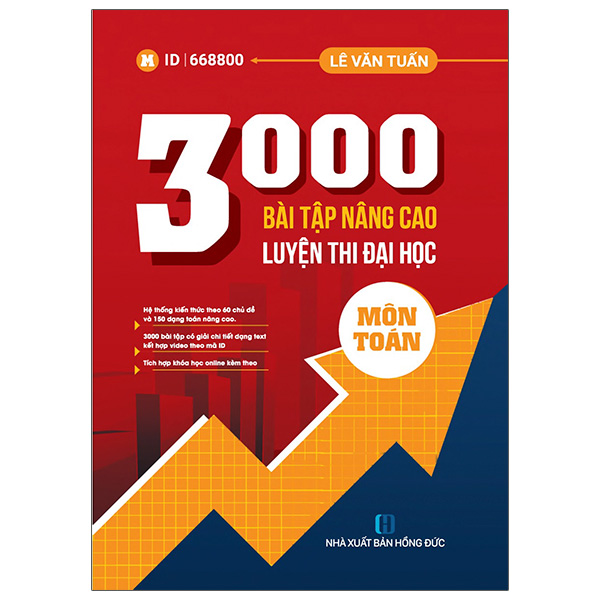 M ID | 668800
LÊ VĂN TUẤN
3000
BÀI TẬP NÂNG CAO
LUYỆN THI ĐẠI HỌC
MÔN
TOÁN
Hệ thống kiến thức theo 60 chủ đề
và 150 dạng toán nâng cao.
3000 bài tập có giải chi tiết dạng text
kết hợp video theo mã ID
Tích hợp khóa học online kèm theo
NHÀ XUẤT BẢN HỒNG ĐỨC